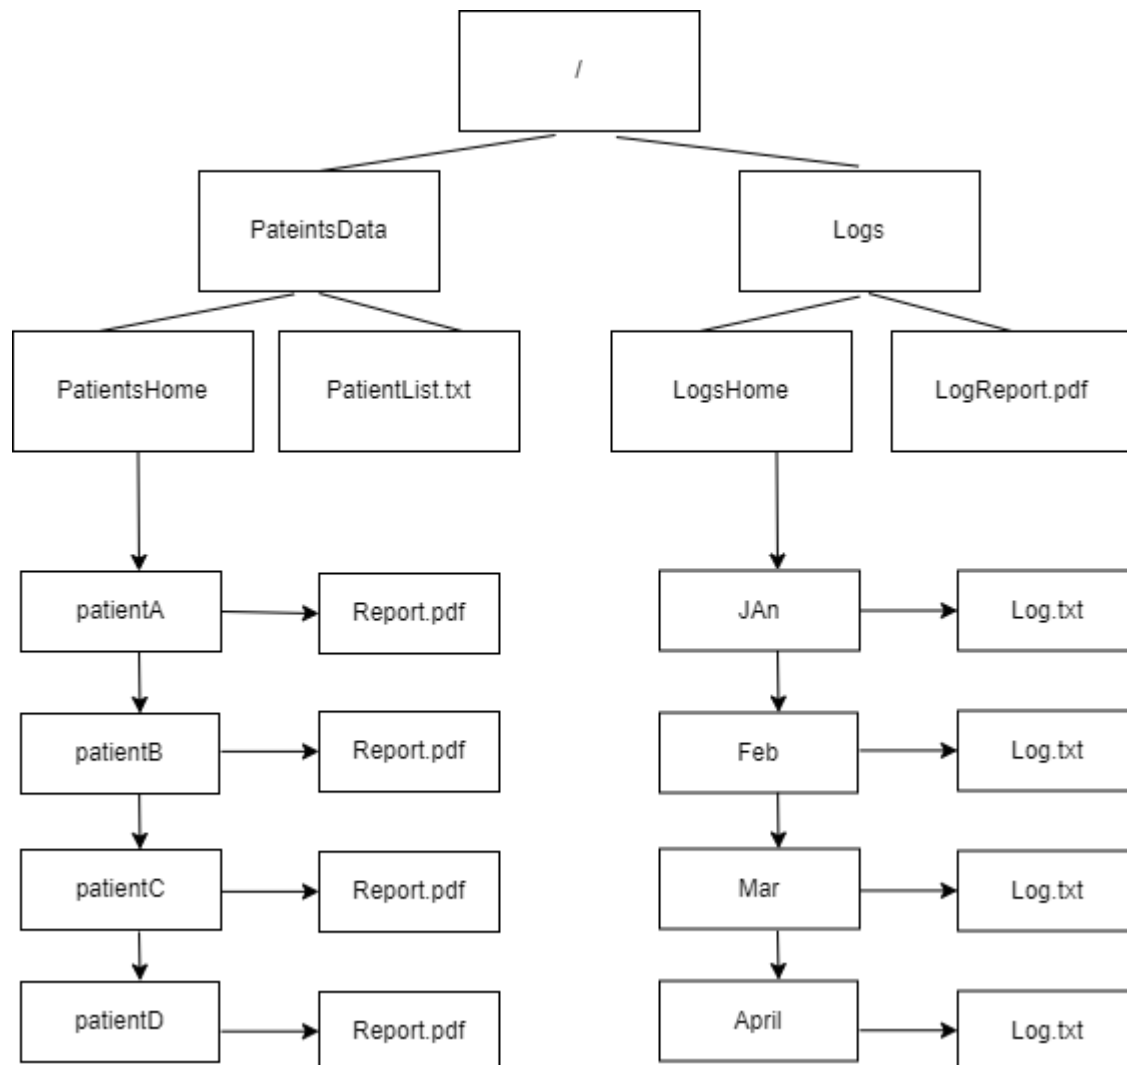 /
PateintsData
Logs
PatientsHome
PatientList.txt
LogsHome
LogReport.pdf
patientA
Report.pdf
JAn
Log.txt
patientB
Report.pdf
Feb
Log.txt
patientC
Report.pdf
Mar
Log.txt
patientD
Report.pdf
April
Log.txt